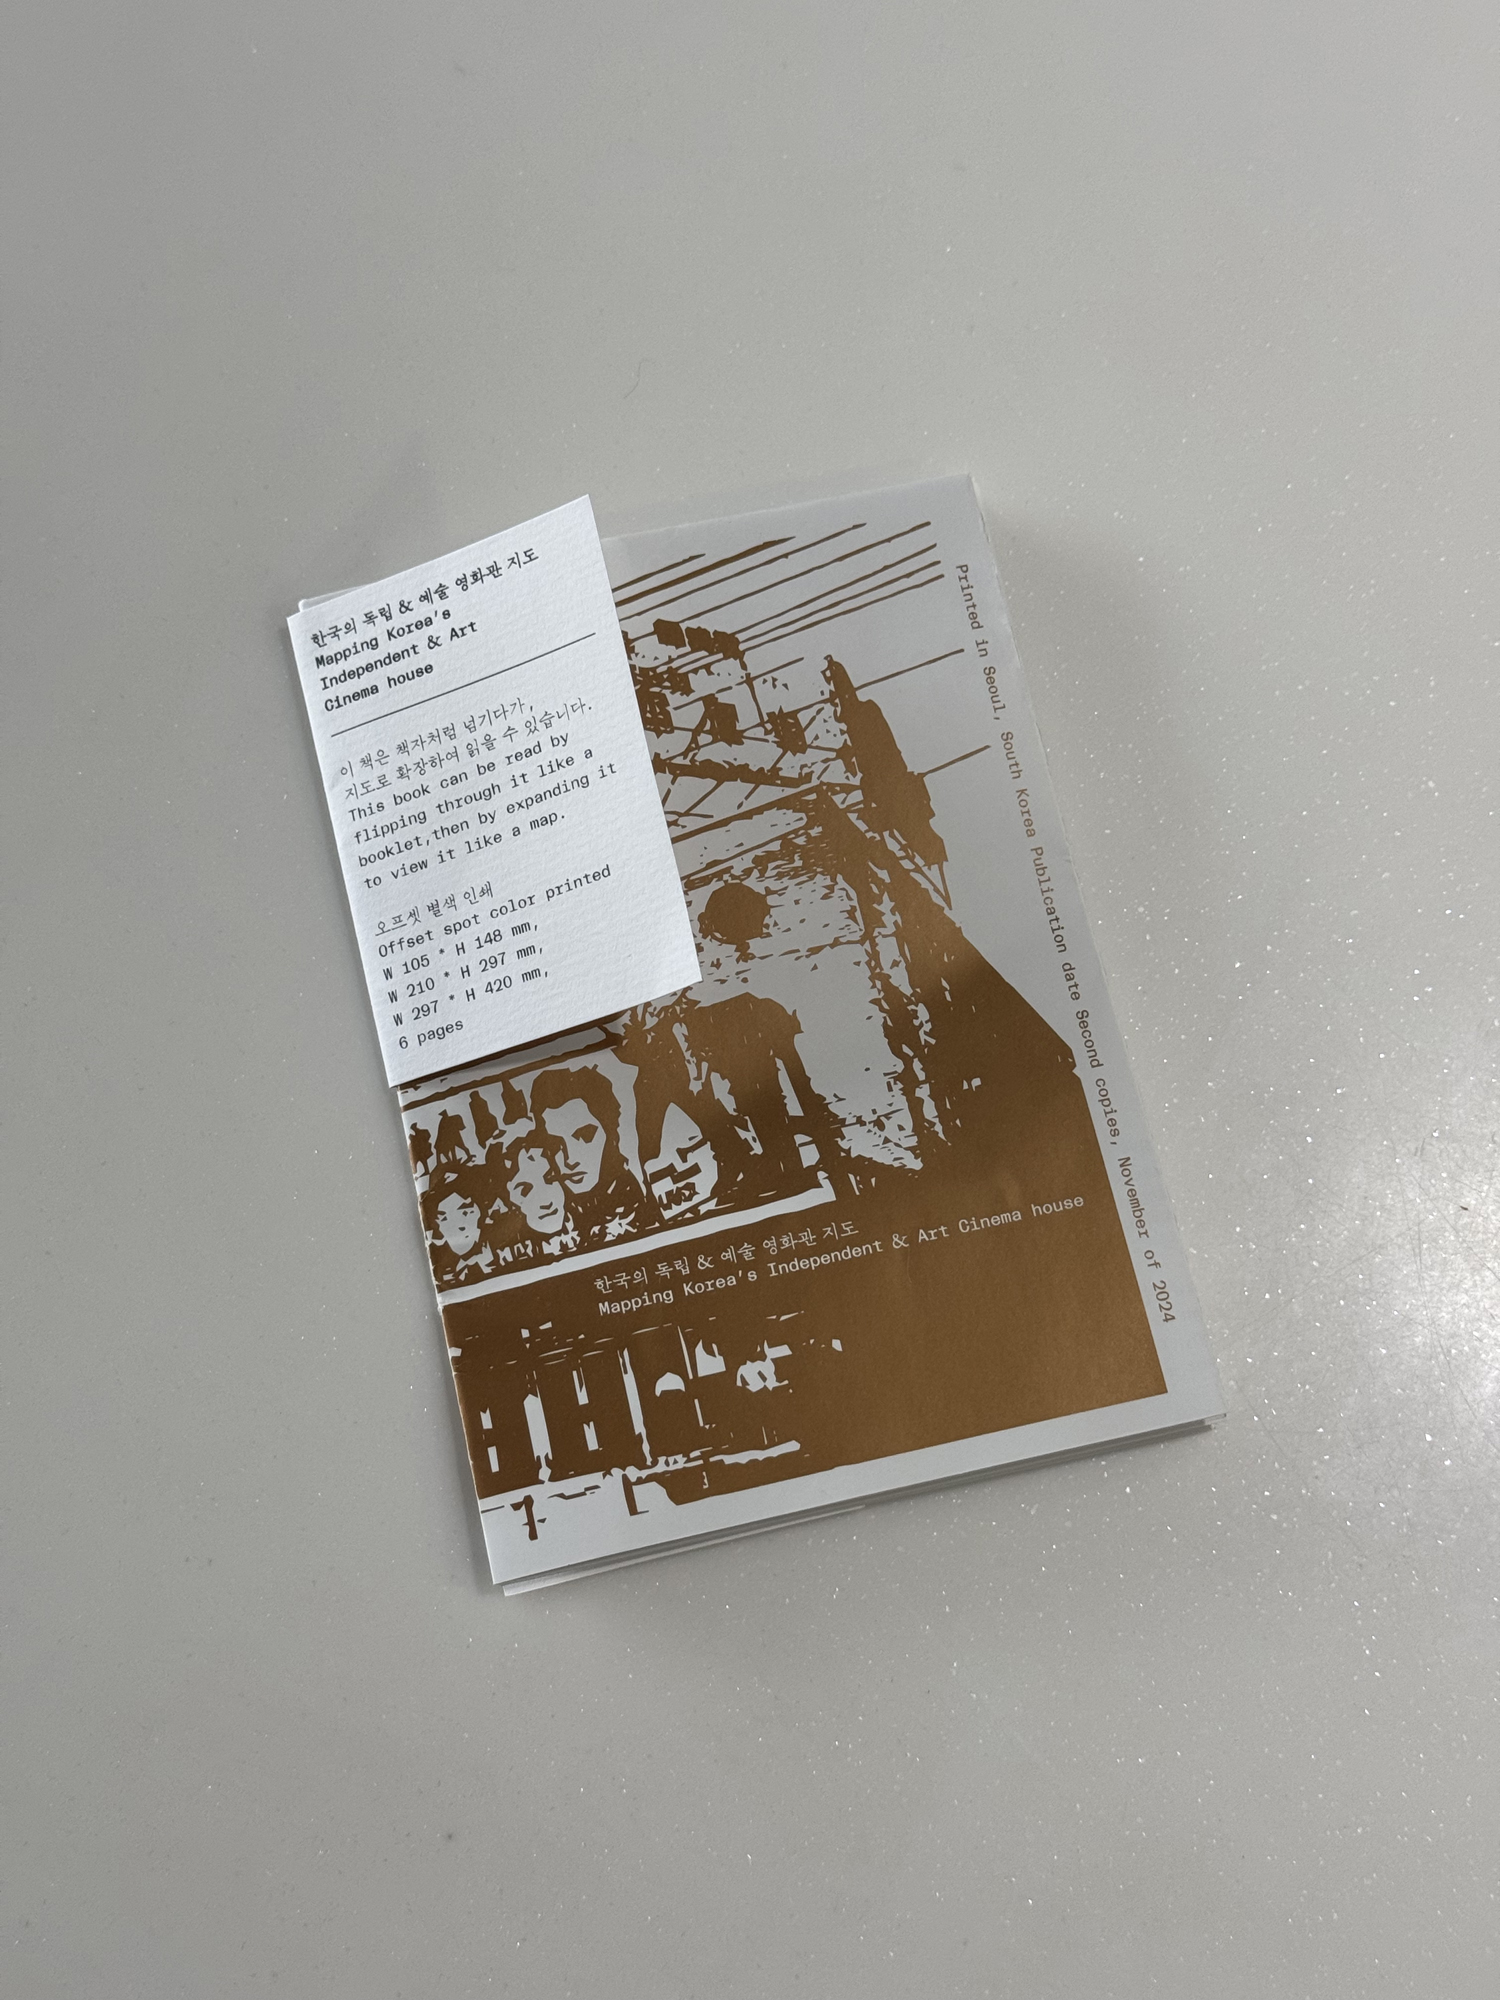 한국의 독립 & 예술 영화관 지도
Mapping Korea's
Independent & Art
Cinema house
이 책은 책자처럼 넘기다가,
지도로 확장하여 읽을 수 있습니다.
This book can be read by
flipping through it like a
booklet,then by expanding it
to view it like a map.
오프셋 별색 인쇄
Offset spot color printed
W 105 * H 148 mm,
W 210 * H 297 mm,
W 297 * H 420 mm,
6 pages
Printed in Seoul, South Korea Publication date Second copies, November of 2024
한국의 독립 & 예술 영화관 지도
Mapping Korea's Independent & Art Cinema house